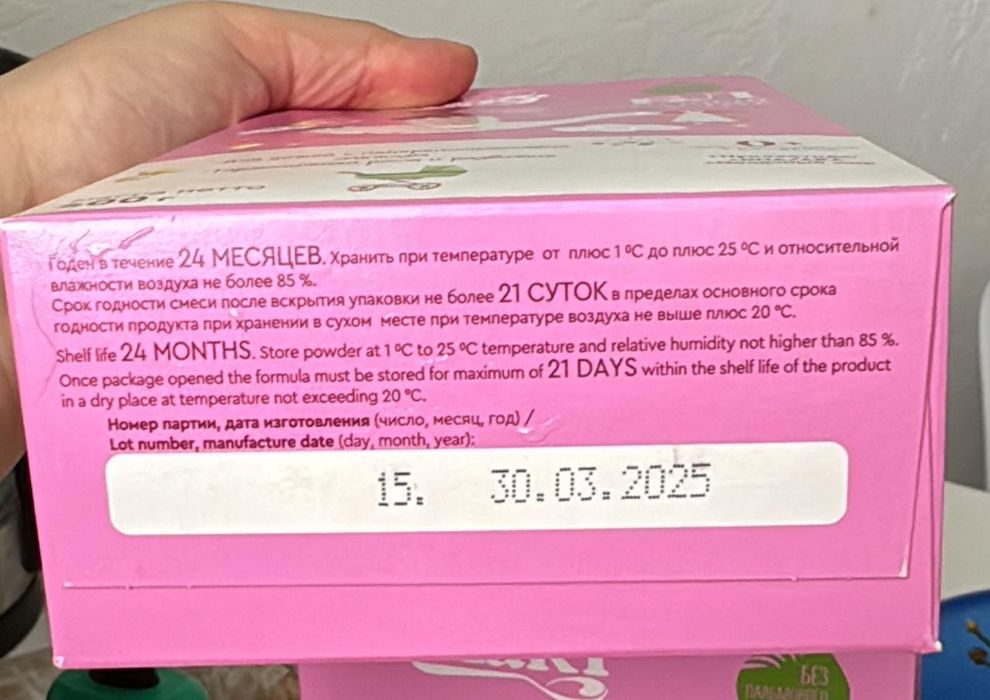 0+
нетто
Годен в течение 24 МЕСЯЦЕВ. Хранить при температуре от плюс 1 °С до плюс 25 °С и относительной
влажности воздуха не более 85 %.
Срок годности смеси после вскрытия упаковки не более 21 СУТОК в пределах основного срока
годности продукта при хранении в сухом месте при температуре воздуха не выше плюс 20 °С.
Shelf life 24 MONTHS. Store powder at 1 °C to 25 °C temperature and relative humidity not higher than 85 %.
Once package opened the formula must be stored for maximum of 21 DAYS within the shelf life of the product
in a dry place at temperature not exceeding 20 °C.
Номер партии, дата изготовления (число, месяц, год) /
Lot number, manufacture date (day, month, year):
15. 30.03.2025
БЕЗ